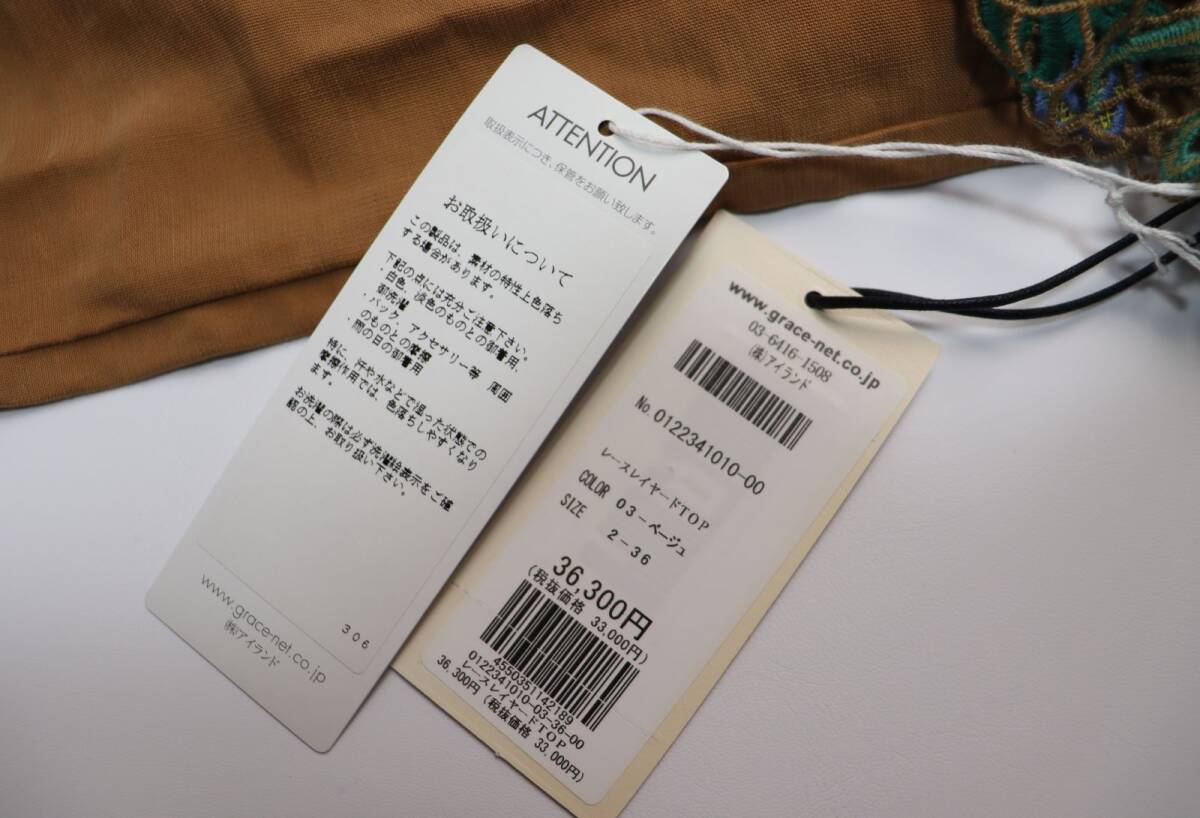 ATTENTION
取扱表示につき、保管をお願い致します。
お取扱いについて
この製品は、素材の特性上色落ち
する場合があります。
下記の点には充分ご注意下さい。
・白色、淡色のものとの御着用、
御洗濯
・バック、アクセサリー等 周囲
のものとの摩擦
・雨の日の御着用
特に、汗や水などで湿った状態での
摩擦作用では、色落ちしやすくなり
ます。
お洗濯の際は必ず洗濯絵表示をご確
認の上、お取り扱い下さい。
306
www.grace-net.co.jp
㈱アイランド
www.grace-net.co.jp
03-6416-1508
㈱アイランド
No. 0122341010-00
レースレイヤードTOP
COLOR 03-ベージュ
SIZE 2-36
36,300円
(税抜価格 33,000円)
4550351142189
0122341010-03-36-00
レースレイヤードTOP
36,300円 (税抜価格 33,000円)